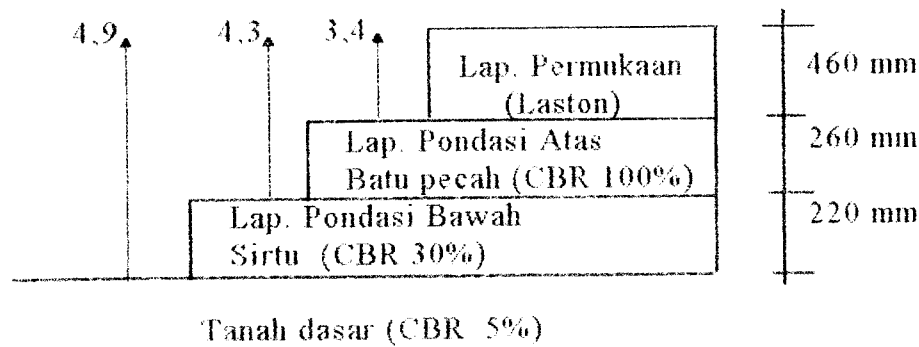 4,9
4,3
3,4
Lap. Permukaan
(Laston)
460 mm
Lap. Pondasi Atas
Batu pecah (CBR 100%)
260 mm
Lap. Pondasi Bawah
Sirtu (CBR 30%)
220 mm
Tanah dasar (CBR 5%)